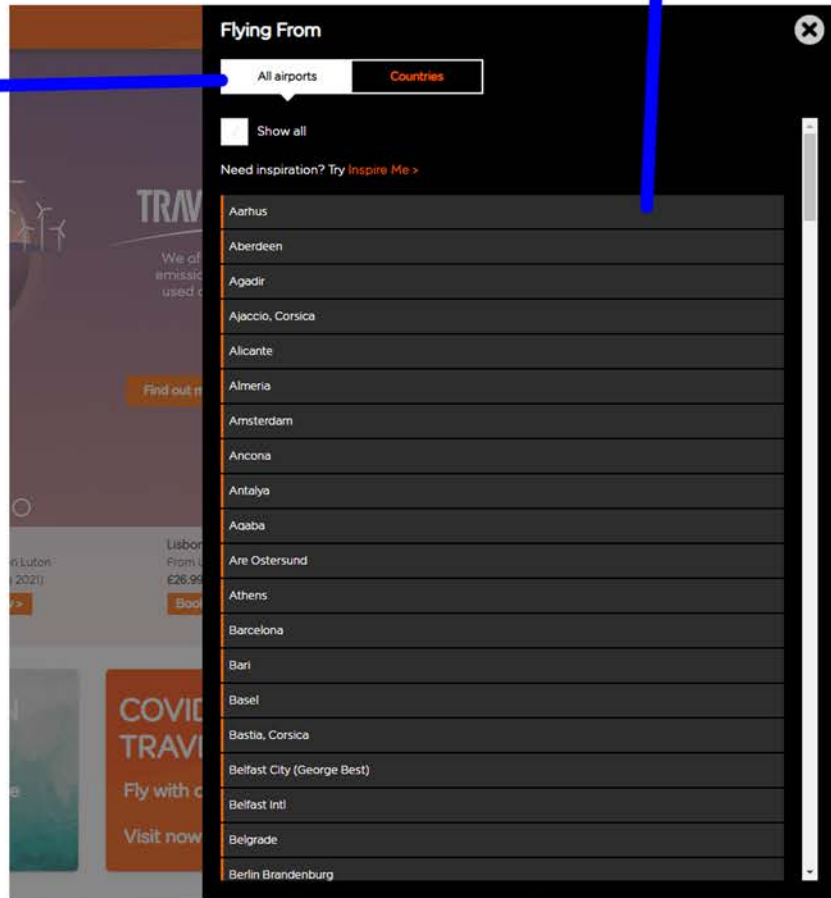 Flying From
All airports
Countries
Show all
Need inspiration? Try Inspire Me >
Aarhus
Aberdeen
Agadir
Ajaccio, Corsica
Alicante
Almeria
Amsterdam
Ancona
Antalya
Aqaba
Are Ostersund
Athens
Barcelona
Bari
Basel
Bastia, Corsica
Belfast City (George Best)
Belfast Intl
Belgrade
Berlin Brandenburg
TRAV
We of
emissio
used
Find out m
Luton
2021)
Lisbon
From
£26.99
Boo
COVID
TRAVE
Fly with
Visit now